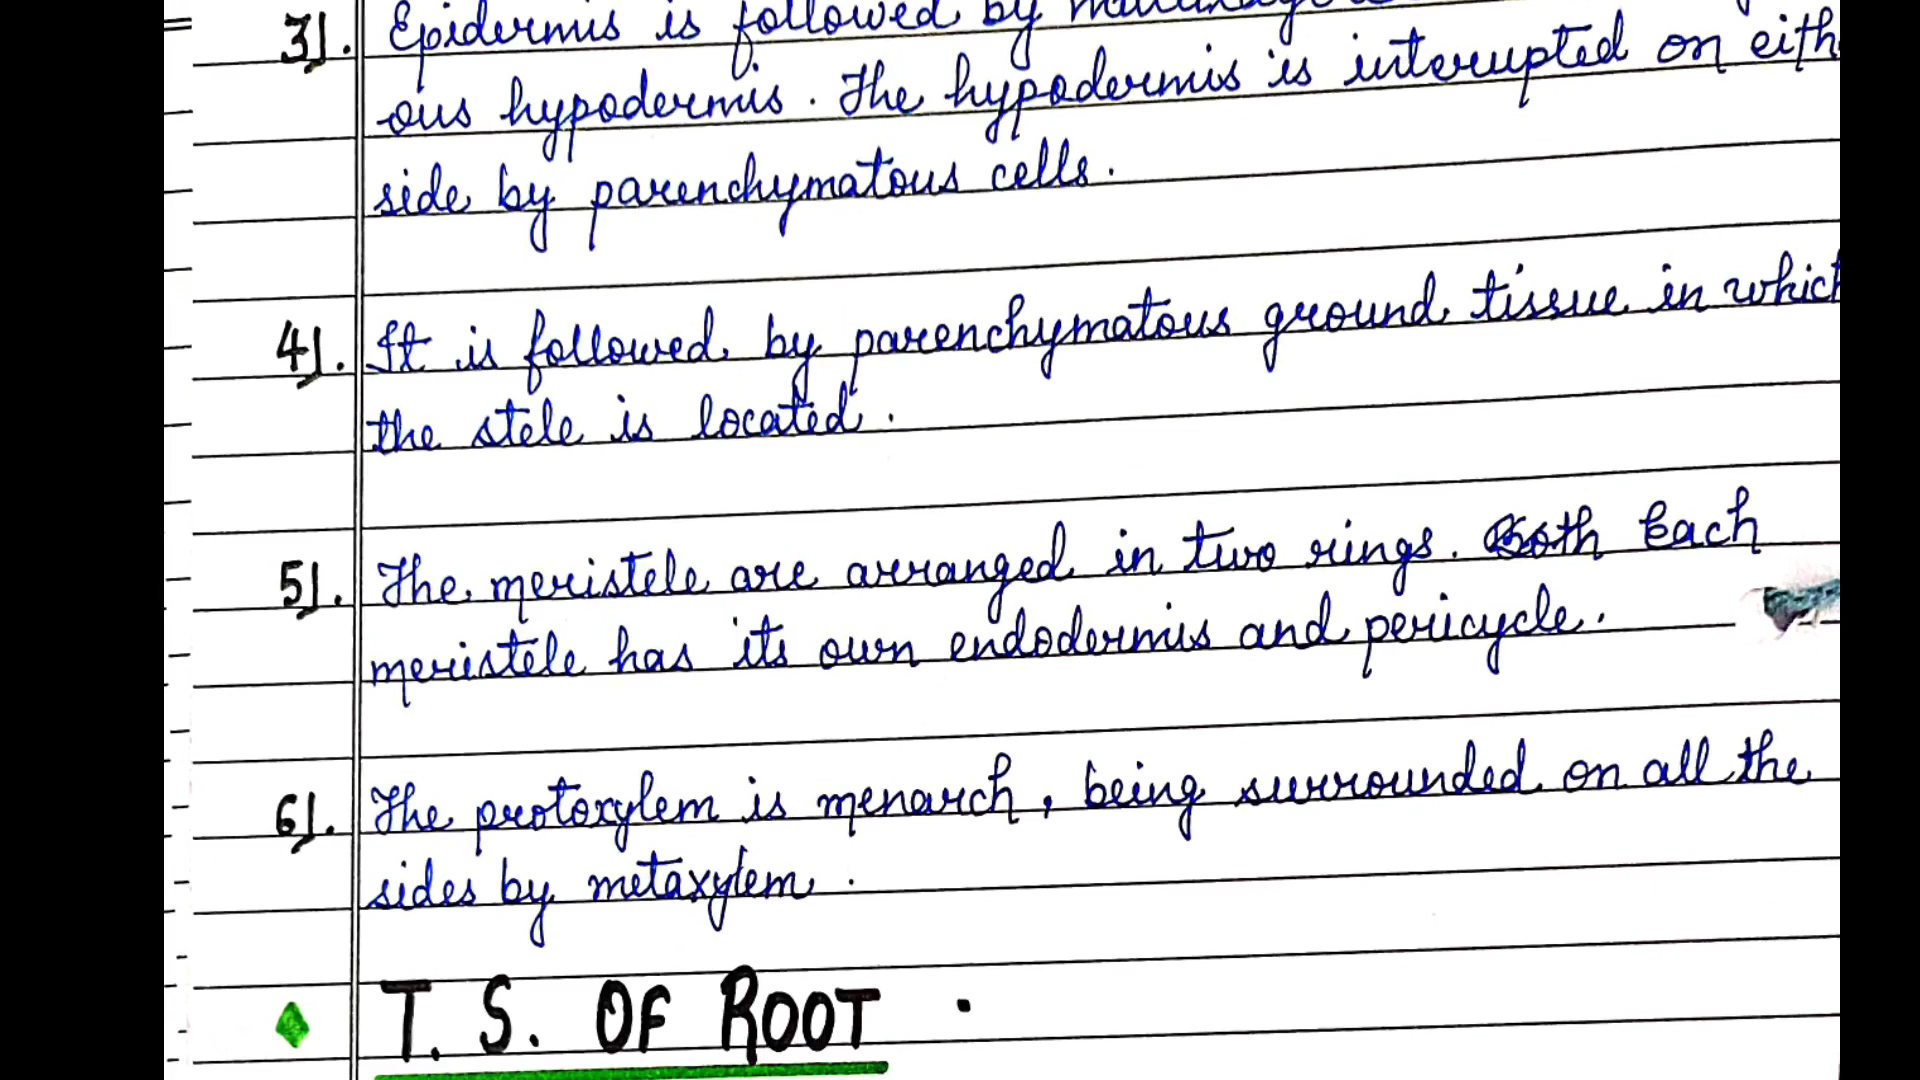 3). Epidermis is followed by
ous hypodermis. The hypodermis is interupted on eith
side by parenchymatous cells.
4). It is followed by parenchymatous ground tissue in which
the stele is located.
5). The meristele are arranged in two rings. Both Each
meristele has its own endodermis and pericycle.
6). The protoxylem is menarch, being surrounded on all the
sides by metaxylem.
T. S. OF ROOT .